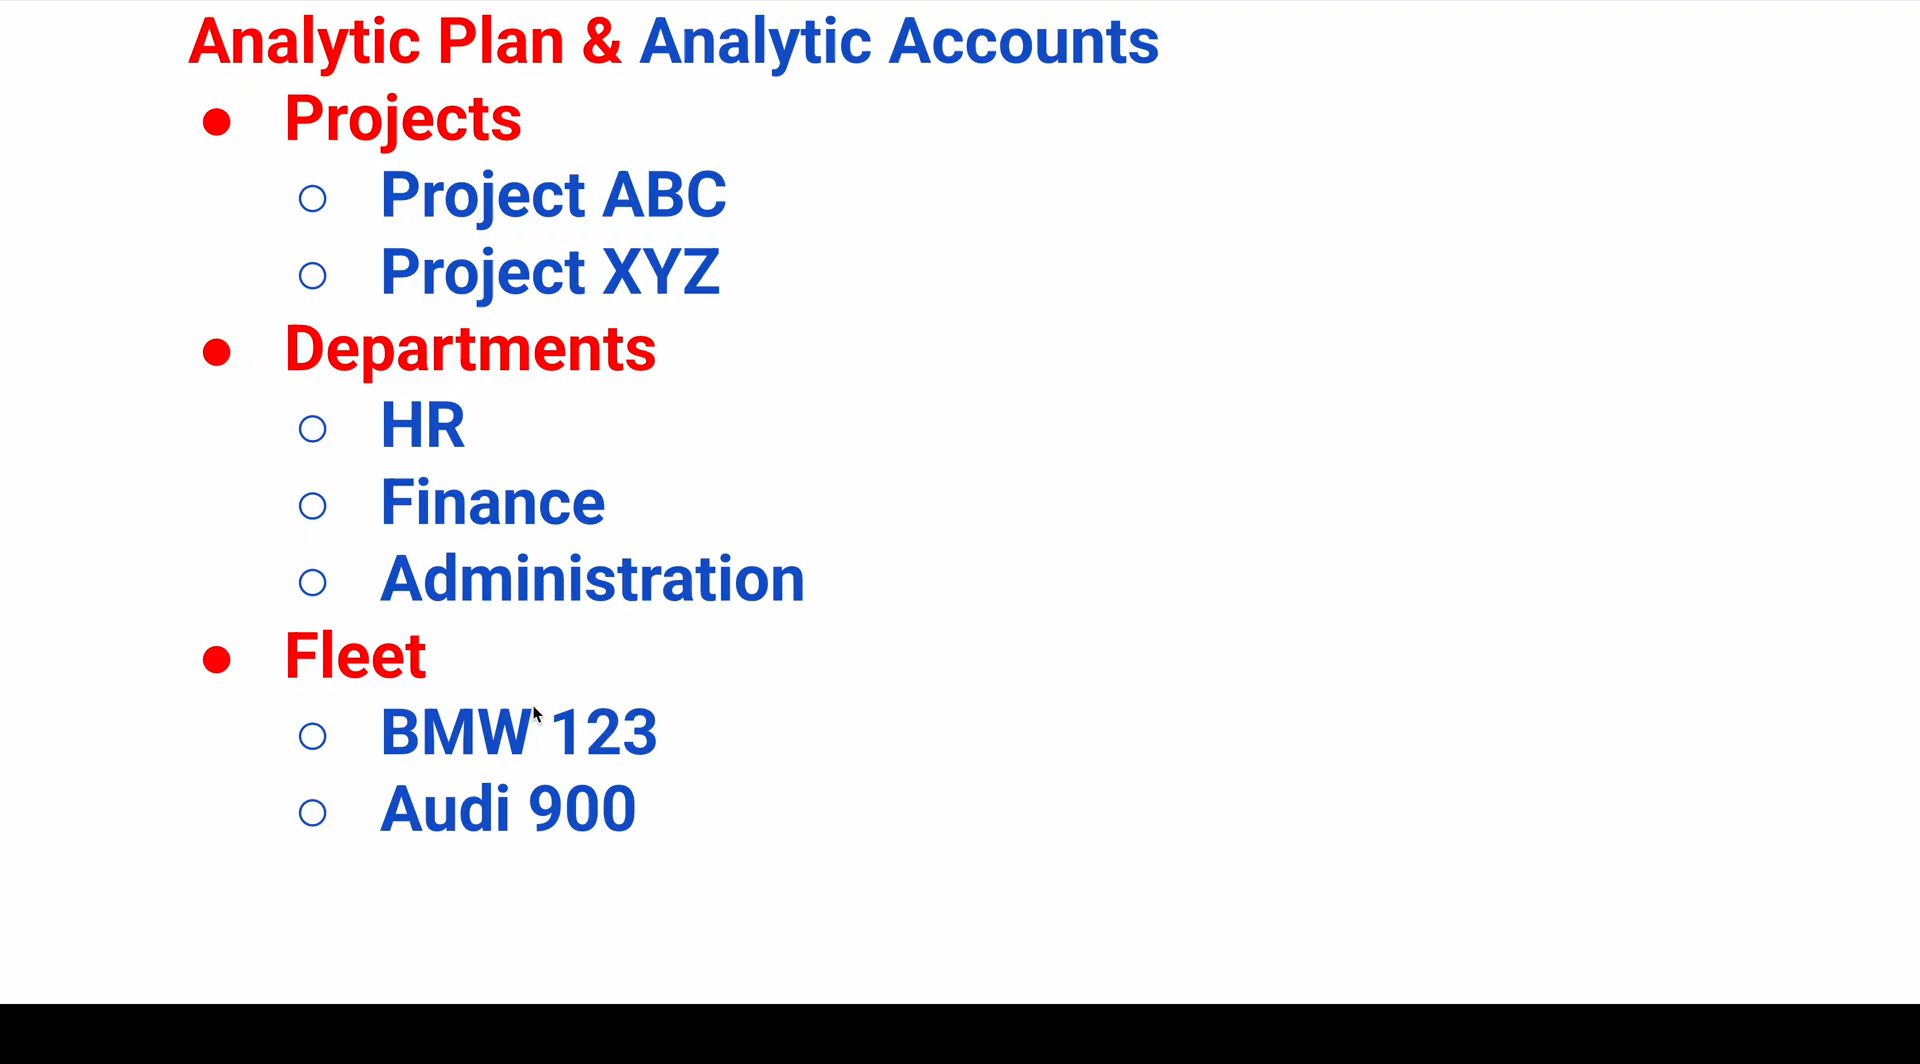 Analytic Plan & Analytic Accounts
Projects
Project ABC
Project XYZ
Departments
HR
Finance
Administration
Fleet
BMW 123
Audi 900